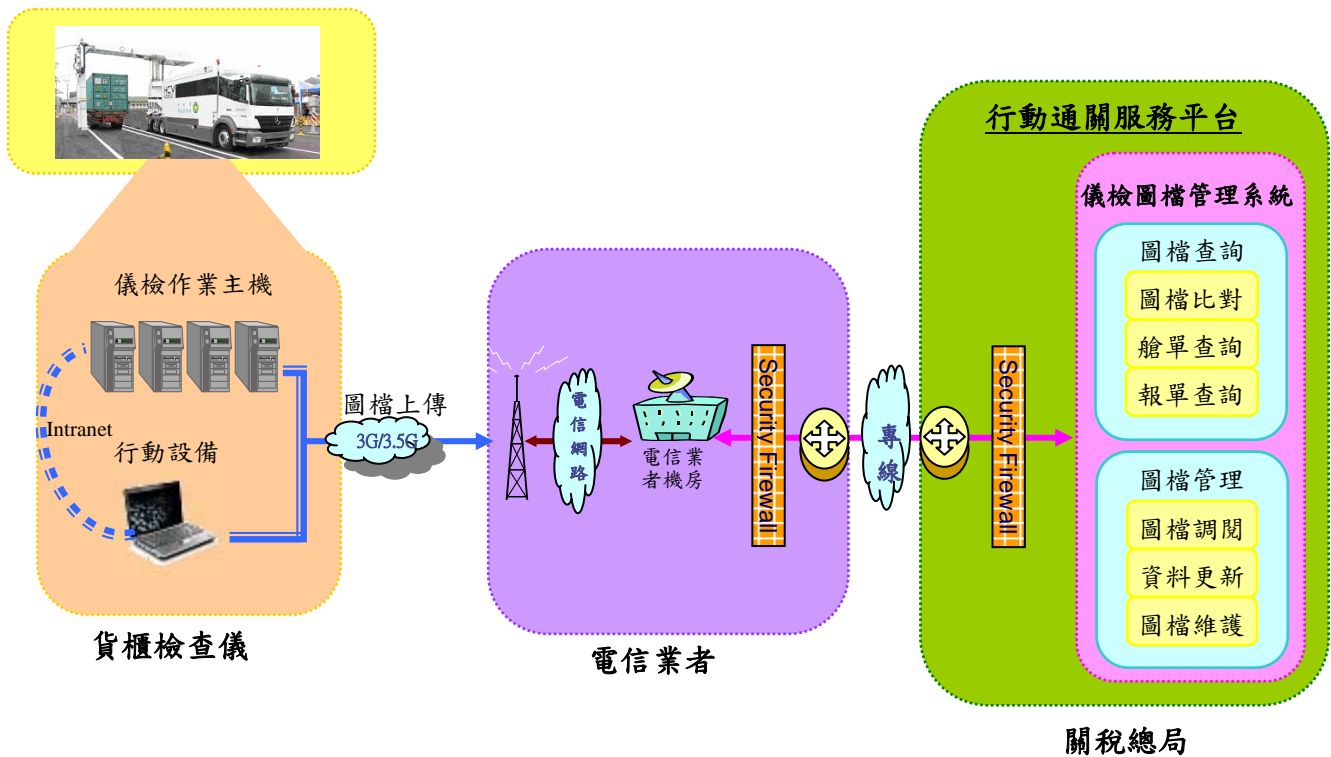 行動通關服務平台
儀檢圖檔管理系統
圖檔查詢
圖檔比對
艙單查詢
報單查詢
圖檔管理
圖檔調閱
資料更新
圖檔維護
儀檢作業主機
Intranet
行動設備
圖檔上傳
3G/3.5G
電信網路
電信業
者機房
Security Firewall
專線
Security Firewall
貨櫃檢查儀
電信業者
關稅總局